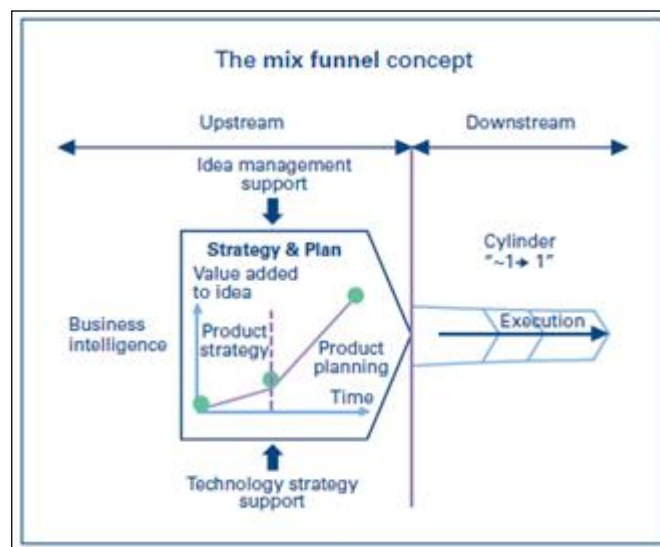 The mix funnel concept
Upstream
Downstream
Idea management
support
Strategy & Plan
Value added
to idea
Business
intelligence
Product
strategy
Product
planning
Time
Technology strategy
support
Cylinder
"~1→ 1"
Execution